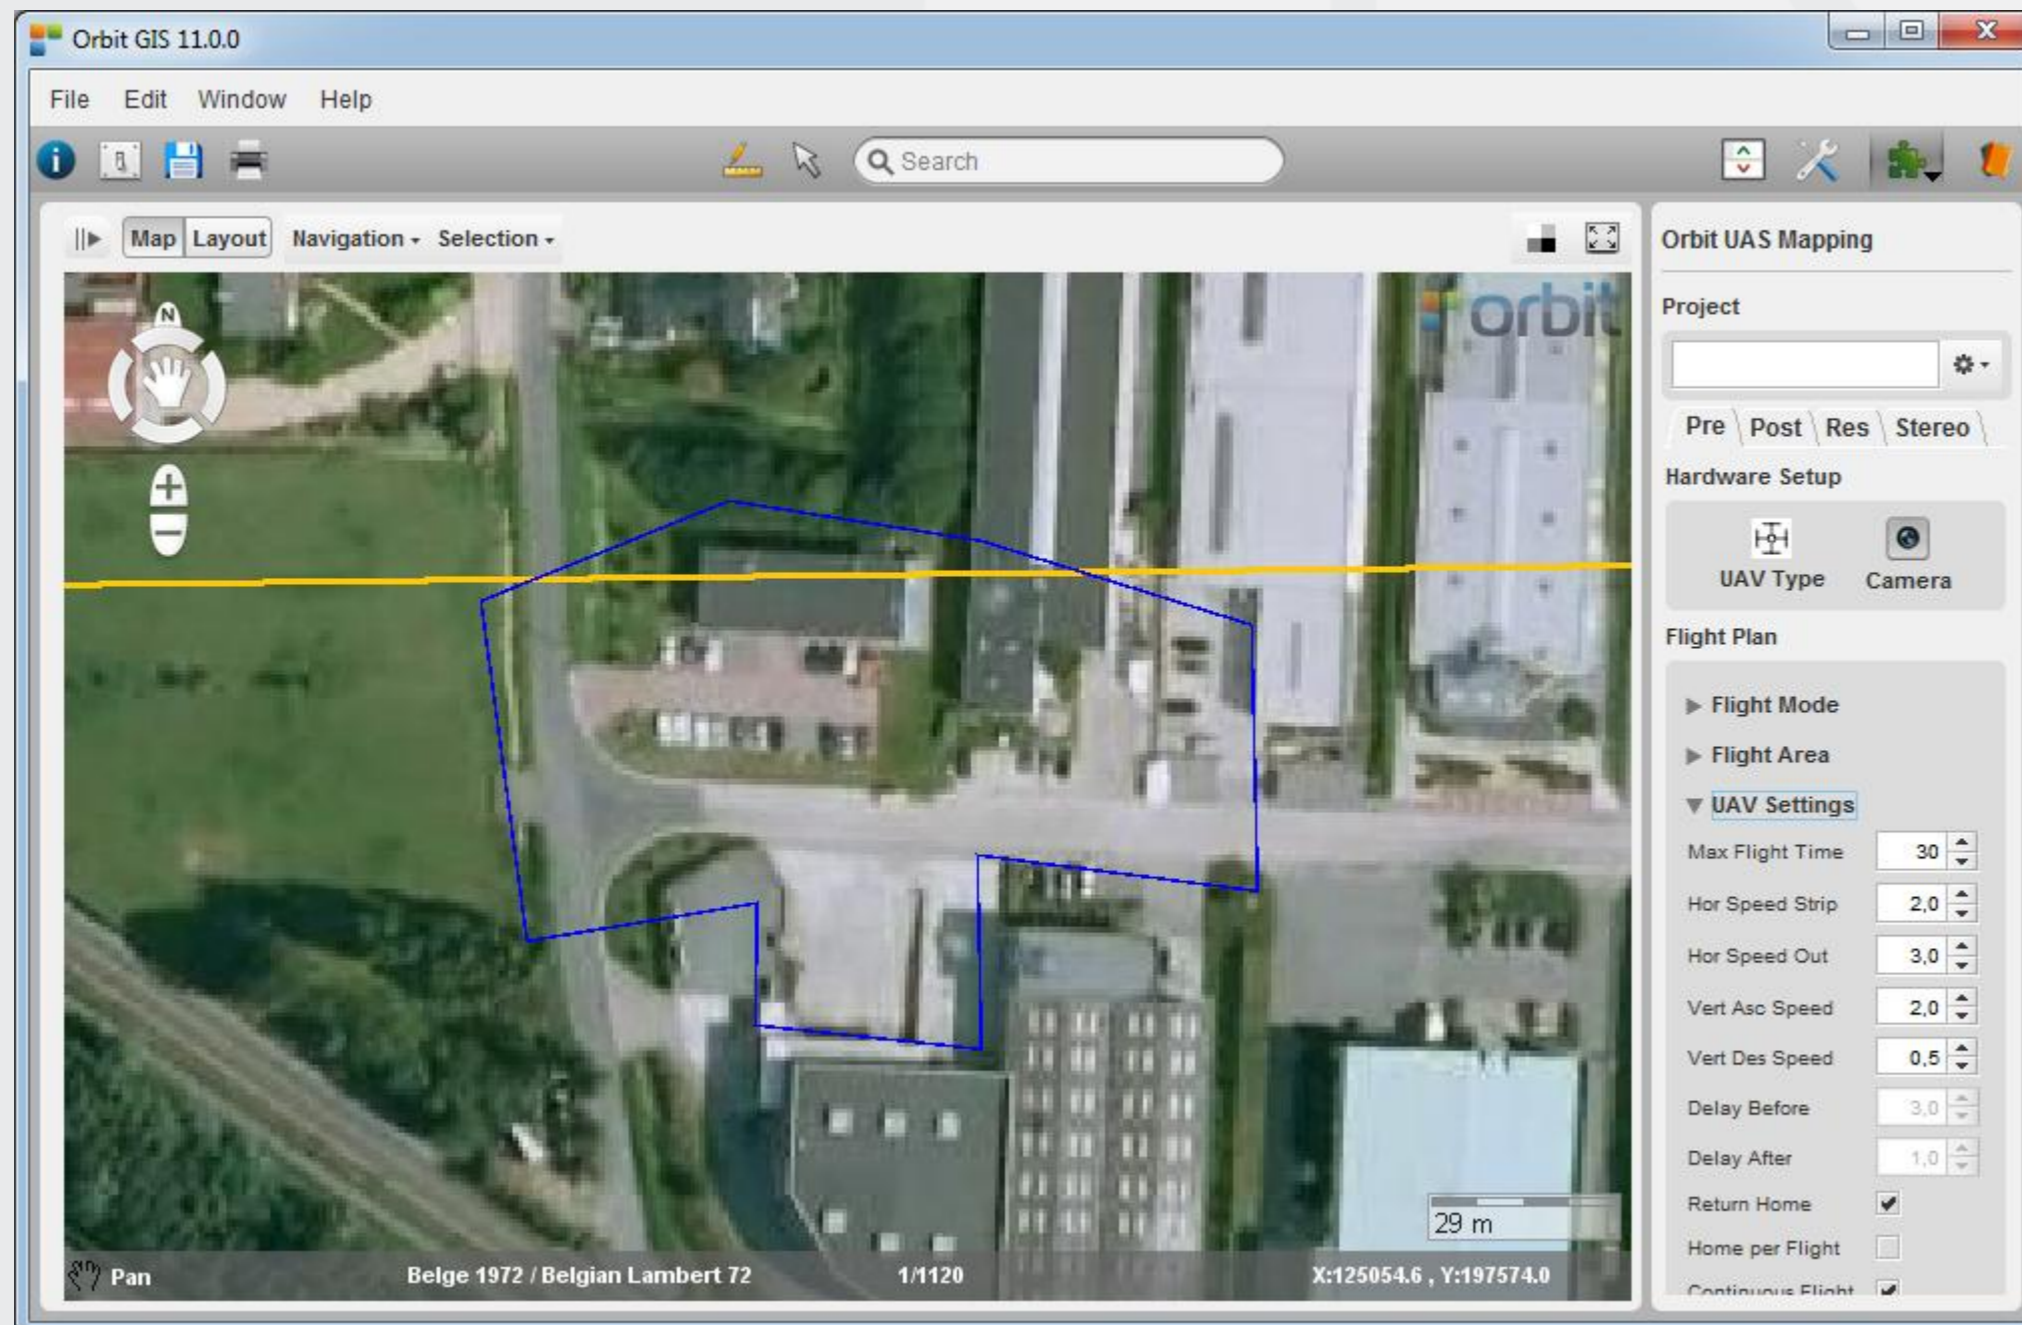 Orbit GIS 11.0.0
File Edit Window Help
Search
Map Layout Navigation Selection
Orbit UAS Mapping
N
orbit
Project
Pre Post Res Stereo
Hardware Setup
UAV Type Camera
Flight Plan
Flight Mode
Flight Area
UAV Settings
Max Flight Time 30
Hor Speed Strip 2,0
Hor Speed Out 3,0
Vert Asc Speed 2,0
Vert Des Speed 0,5
Delay Before 3,0
Delay After 1,0
Return Home
Home per Flight
Continuous Flight
29 m
Pan Belge 1972 / Belgian Lambert 72 1/1120 X:125054.6 , Y:197574.0